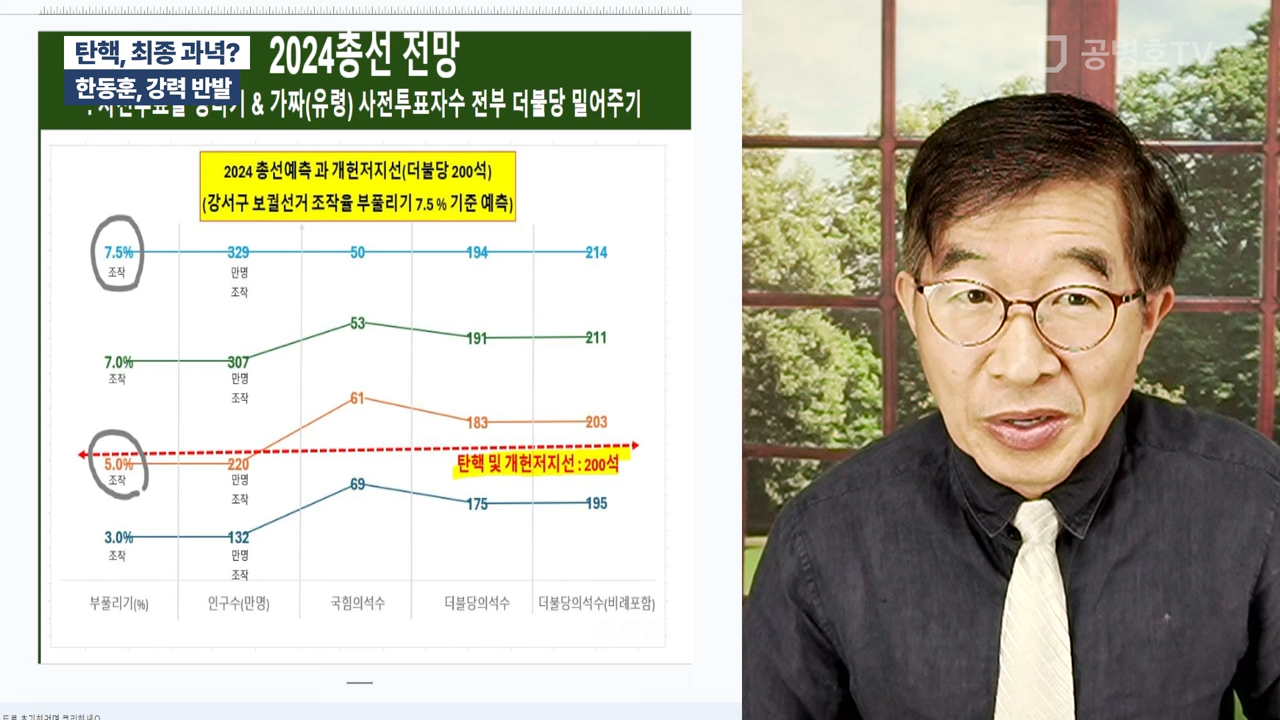 탄핵, 최종 과녁?
한동훈, 강력 반발
2024총선 전망
& 가짜(유령) 사전투표자수 전부 더불당 밀어주기
공병호TV
2024 총선예측 과 개헌저지선(더불당 200석)
(강서구 보궐선거 조작율 부풀리기 7.5 % 기준 예측)
7.5% 329 50 194 214
조작 만명
조작
7.0% 307 53 191 211
조작 만명
조작
5.0% 220 61 183 203
조작 만명
조작
탄핵 및 개헌저지선 : 200석
3.0% 132 69 175 195
조작 만명
조작
부풀리기(%) 인구수(만명) 국힘의석수 더블당의석수 더불당의석수(비례포함)